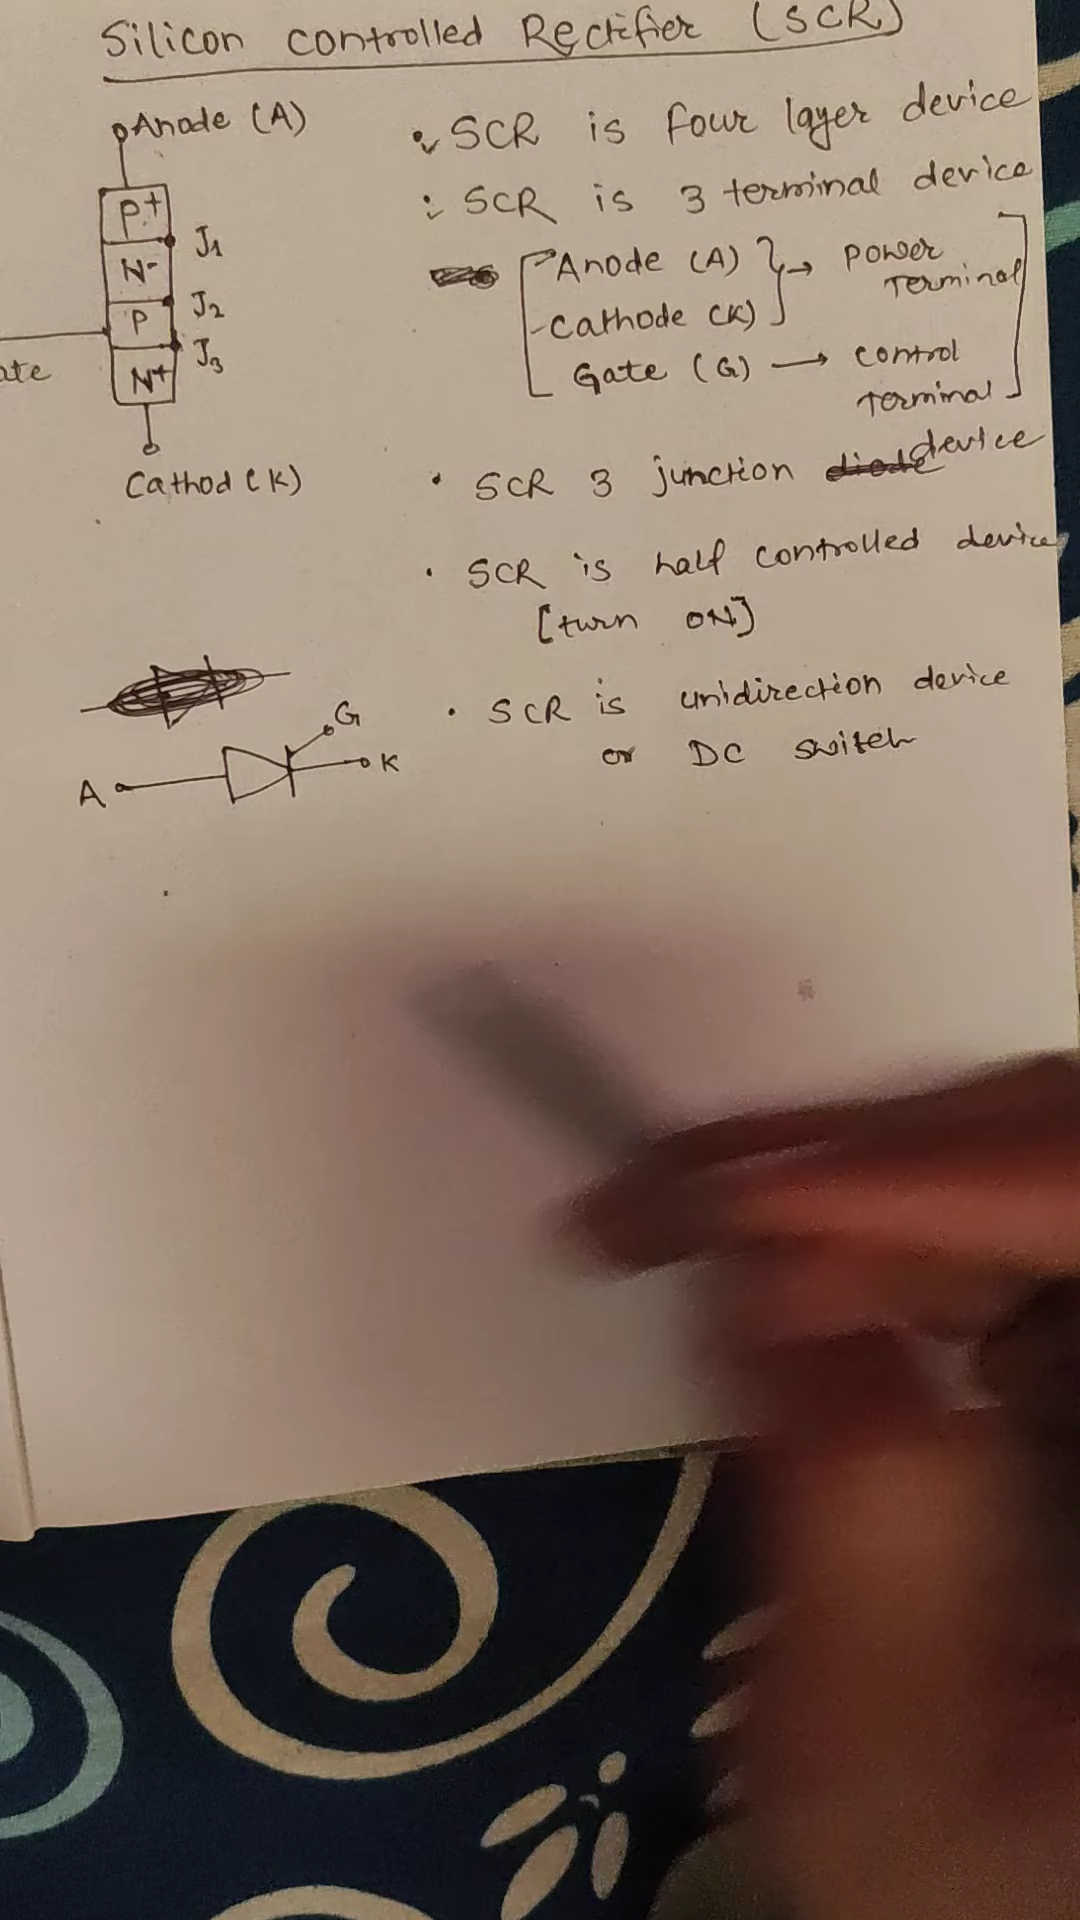 Silicon controlled Rectifier (SCR)
Anode (A)
P+
J1
N-
J2
P
J3
N+
ate
Cathod (K)
G
A
K
SCR is four layer device
SCR is 3 terminal device
Anode (A) } → power terminal
Cathode (K)
Gate (G) → control terminal
SCR 3 junction device
SCR is half controlled device
[turn ON]
SCR is unidirection device
or DC switch